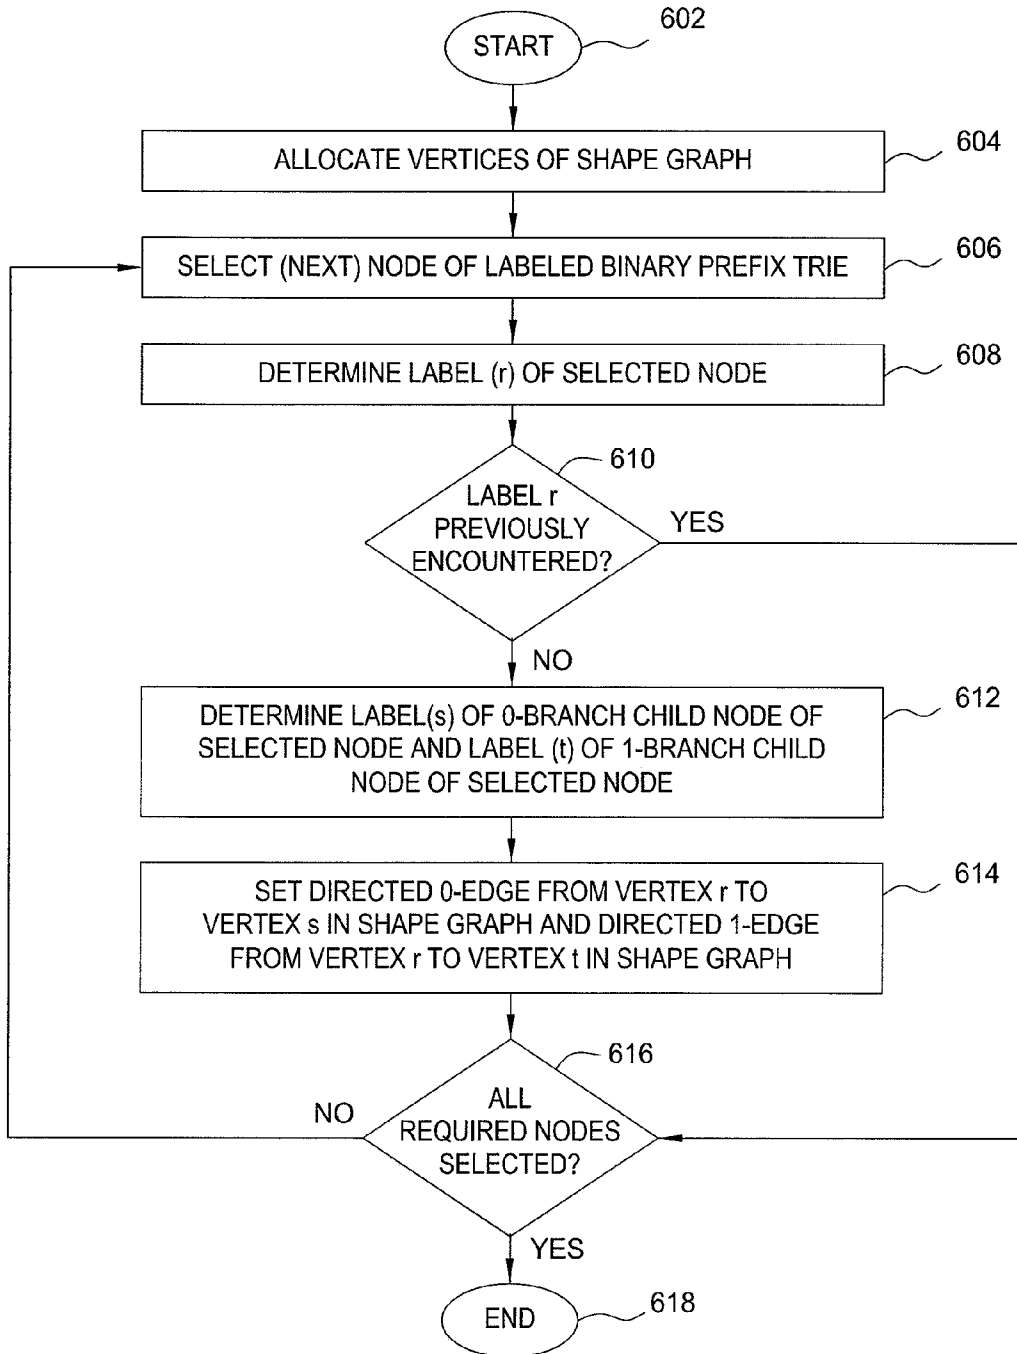 602
START
ALLOCATE VERTICES OF SHAPE GRAPH
604
SELECT (NEXT) NODE OF LABELED BINARY PREFIX TRIE
606
DETERMINE LABEL (r) OF SELECTED NODE
608
610
LABEL r
PREVIOUSLY
ENCOUNTERED?
YES
NO
DETERMINE LABEL(s) OF 0-BRANCH CHILD NODE OF
SELECTED NODE AND LABEL (t) OF 1-BRANCH CHILD
NODE OF SELECTED NODE
612
SET DIRECTED 0-EDGE FROM VERTEX r TO
VERTEX s IN SHAPE GRAPH AND DIRECTED 1-EDGE
FROM VERTEX r TO VERTEX t IN SHAPE GRAPH
614
616
ALL
REQUIRED NODES
SELECTED?
NO
YES
END
618